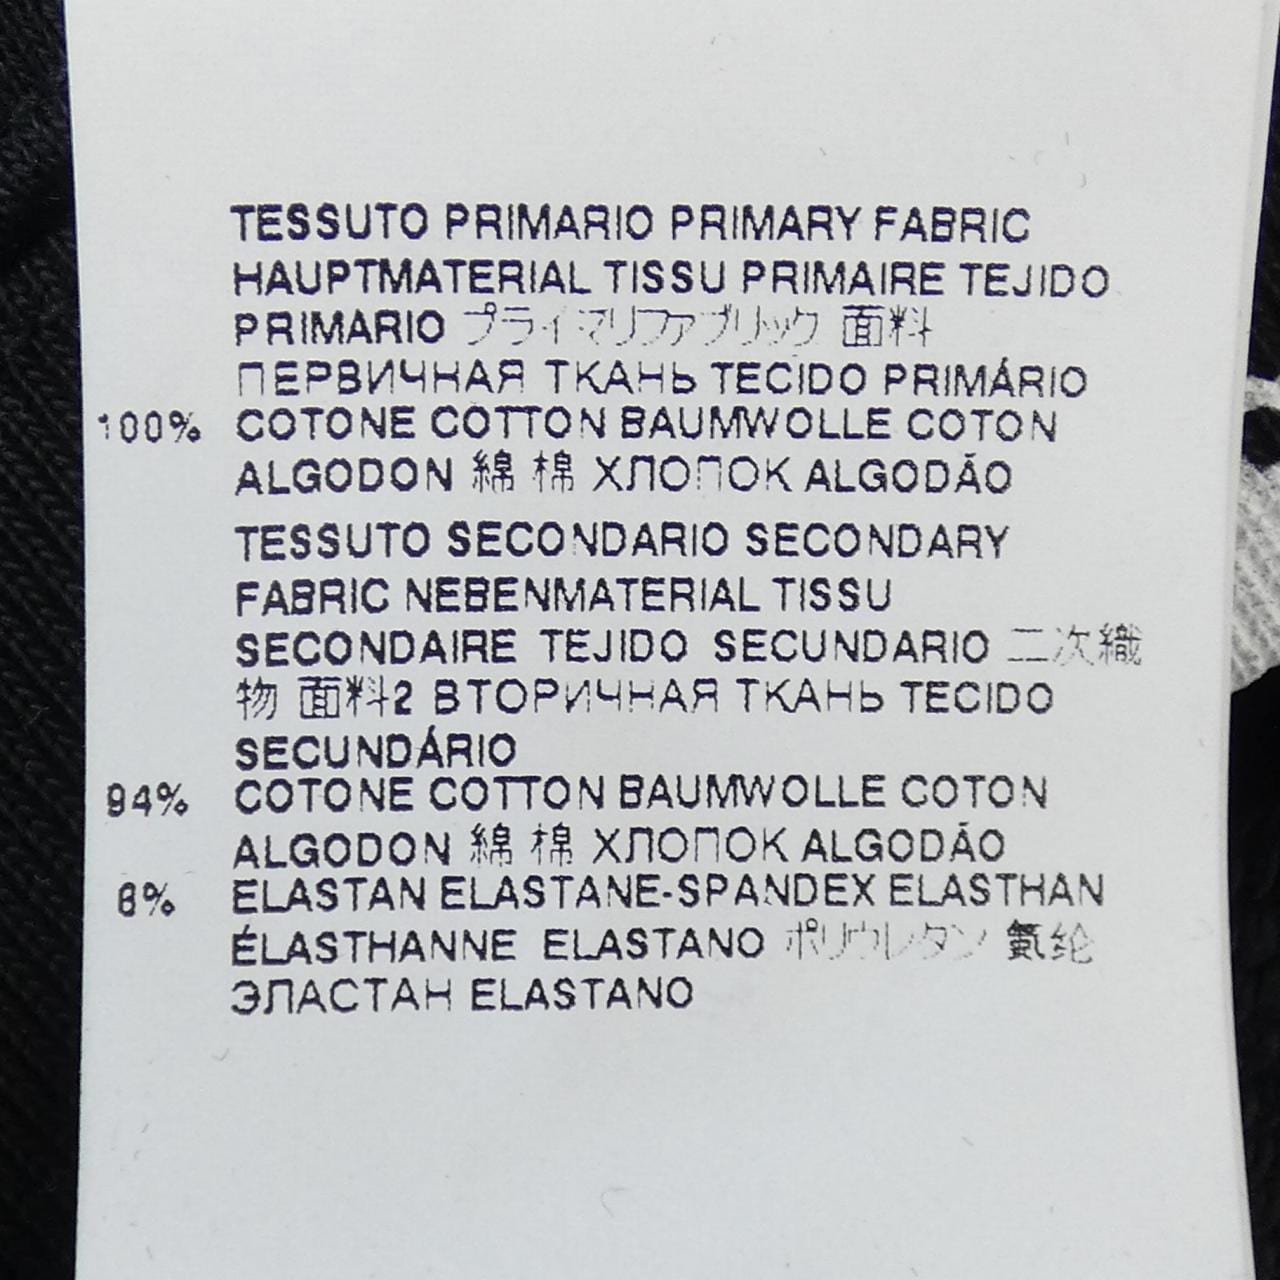 TESSUTO PRIMARIO PRIMARY FABRIC
HAUPTMATERIAL TISSU PRIMAIRE TEJIDO
PRIMARIO プライマリファブリック 面料
ПЕРВИЧНАЯ ТКАНЬ TECIDO PRIMÁRIO
100% COTONE COTTON BAUMWOLLE COTON
ALGODON 綿 棉 ХЛОПОК ALGODÃO
TESSUTO SECONDARIO SECONDARY
FABRIC NEBENMATERIAL TISSU
SECONDAIRE TEJIDO SECUNDARIO 二次織
物 面料2 ВТОРИЧНАЯ ТКАНЬ TECIDO
SECUNDÁRIO
94% COTONE COTTON BAUMWOLLE COTON
ALGODON 綿 棉 ХЛОПОК ALGODÃO
6% ELASTAN ELASTANE-SPANDEX ELASTHAN
ÉLASTHANNE ELASTANO ポリウレタン 氨纶
ЭЛАСТАН ELASTANO